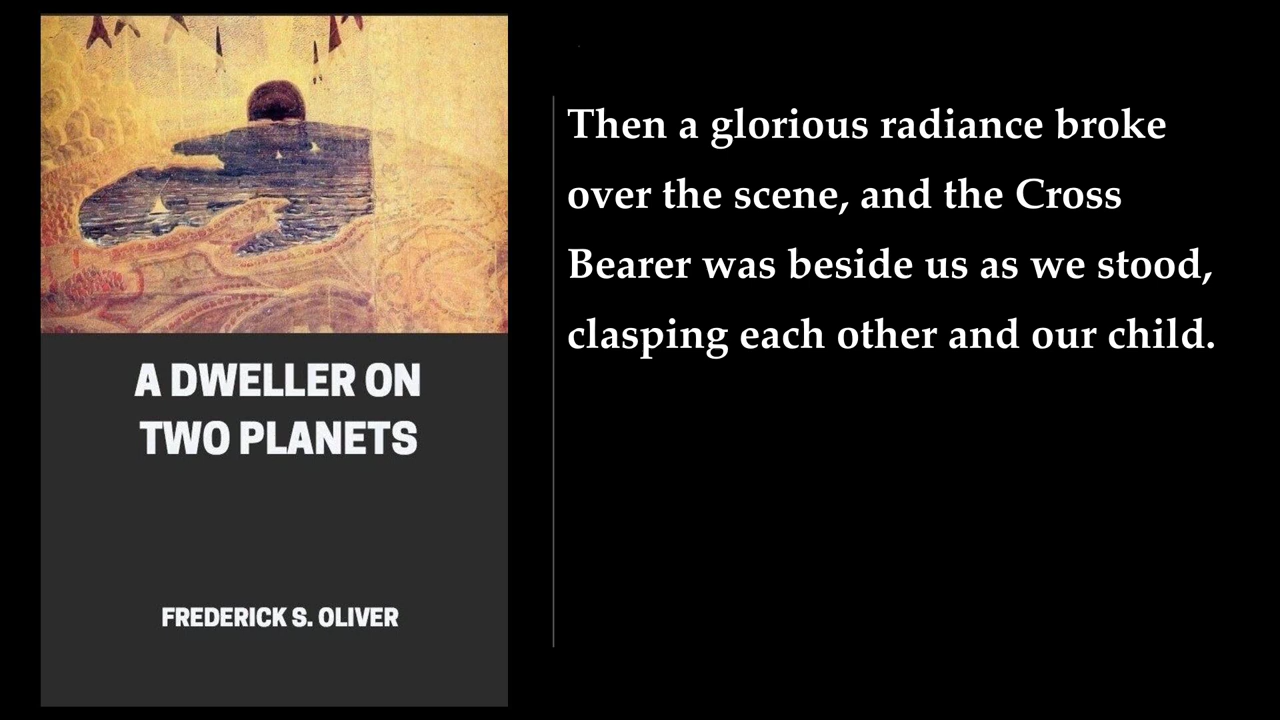 A DWELLER ON
TWO PLANETS
FREDERICK S. OLIVER
Then a glorious radiance broke
over the scene, and the Cross
Bearer was beside us as we stood,
clasping each other and our child.